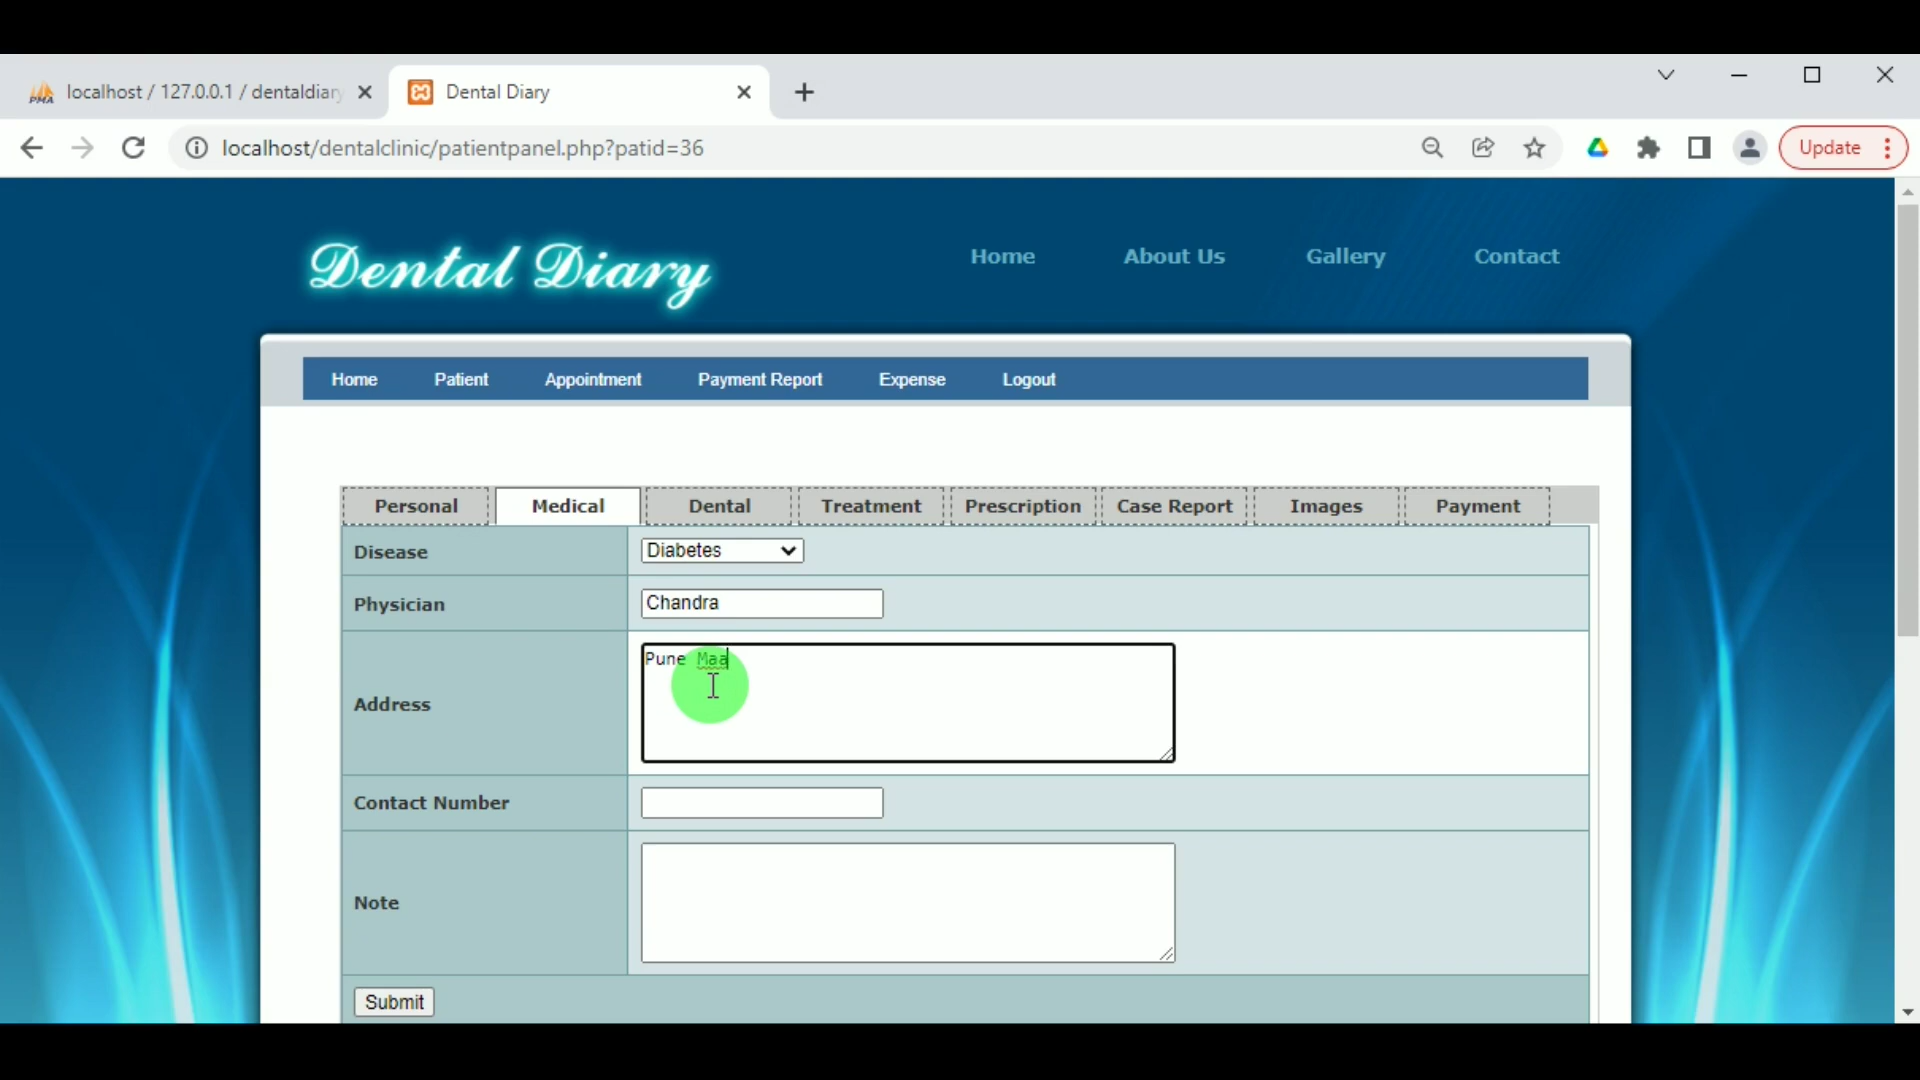 localhost / 127.0.0.1 / dentaldiary
Dental Diary
localhost/dentalclinic/patientpanel.php?patid=36
Update
Dental Diary
Home About Us Gallery Contact
Home Patient Appointment Payment Report Expense Logout
Personal Medical Dental Treatment Prescription Case Report Images Payment
Disease Diabetes
Physician Chandra
Address Pune Maa
Contact Number
Note
Submit